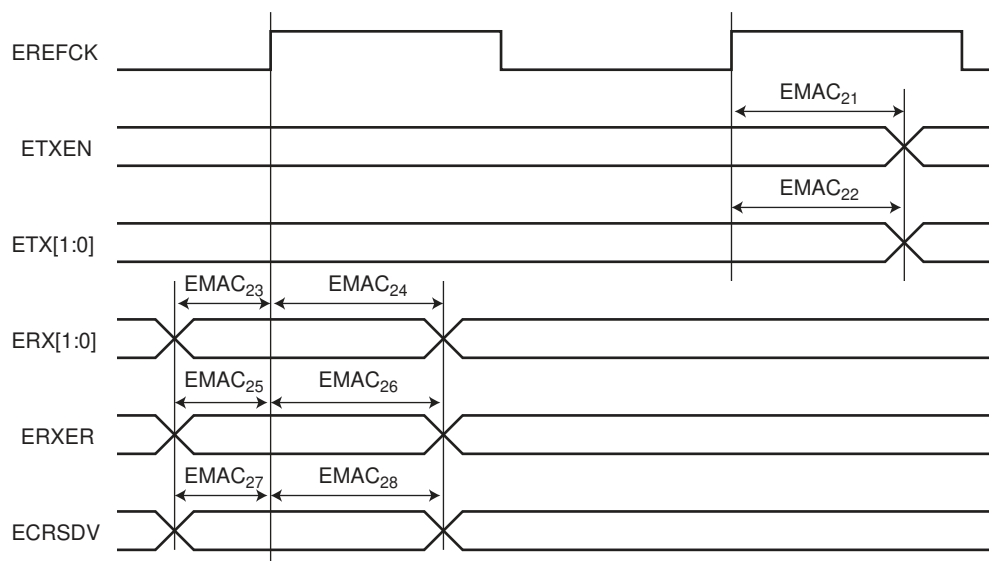 EREFCK
EMAC21
ETXEN
EMAC22
ETX[1:0]
EMAC23 EMAC24
ERX[1:0]
EMAC25 EMAC26
ERXER
EMAC27 EMAC28
ECRSDV